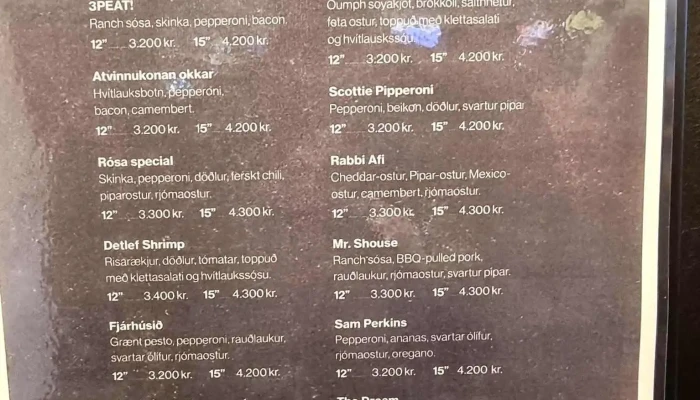 3PEAT!
Ranch sósa, skinka, pepperoni, bacon.
12" 3.200 kr. 15" 4.200 kr.
Atvinnukonan okkar
Hvítlauksbotn, pepperóni,
bacon, camembert.
12" 3.200 kr. 15" 4.200 kr.
Rósa special
Skinka, pepperoni, döðlur, ferskt chili,
piparostur, rjómaostur.
12" 3.300 kr. 15" 4.300 kr.
Detlef Shrimp
Risarækjur, döðlur, tómatar, toppuð
með klettasalati og hvítlaukssósu.
12" 3.400 kr. 15" 4.300 kr.
Fjárhúsið
Grænt pesto, pepperoni, rauðlaukur,
svartar ólífur, rjómaostur.
12" 3.200 kr. 15" 4.200 kr.
Oumph soyakjöt, brokkolí, salthnetur,
feta ostur, toppuð með klettasalati
og hvítlaukssósu.
12" 3.200 kr. 15" 4.200 kr.
Scottie Pipperoni
Pepperoni, beikon, döðlur, svartur pipar
12" 3.200 kr. 15" 4.200 kr.
Rabbi Afi
Cheddar-ostur, Pipar-ostur, Mexico-
ostur, camembert, rjómaostur.
12" 3.300 kr. 15" 4.300 kr.
Mr. Shouse
Ranch sósa, BBQ-pulled pork,
rauðlaukur, rjómaostur, svartur pipar.
12" 3.300 kr. 15" 4.300 kr.
Sam Perkins
Pepperoni, ananas, svartar ólífur,
rjómaostur, oregano.
12" 3.200 kr. 15" 4.200 kr.
The Dream